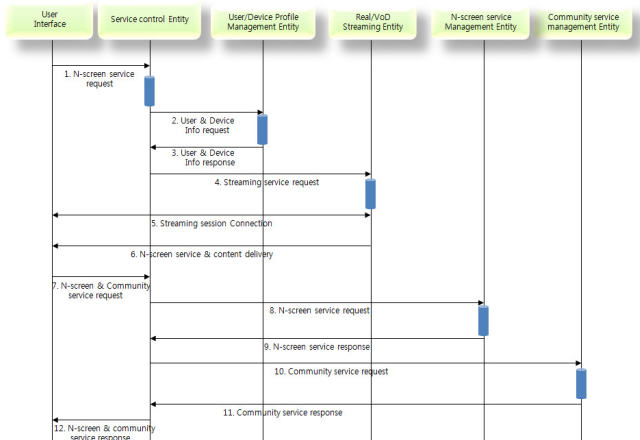 User
Interface
Service control Entity
User/Device Profile
Management Entity
Real/VoD
Streaming Entity
N-screen service
Management Entity
Community service
management Entity
1. N-screen service
request
2. User & Device
Info request
3. User & Device
Info response
4. Streaming service request
5. Streaming session Connection
6. N-screen service & content delivery
7. N-screen & Community
service request
8. N-screen service request
9. N-screen service response
10. Community service request
11. Community service response
12. N-screen & community
service response